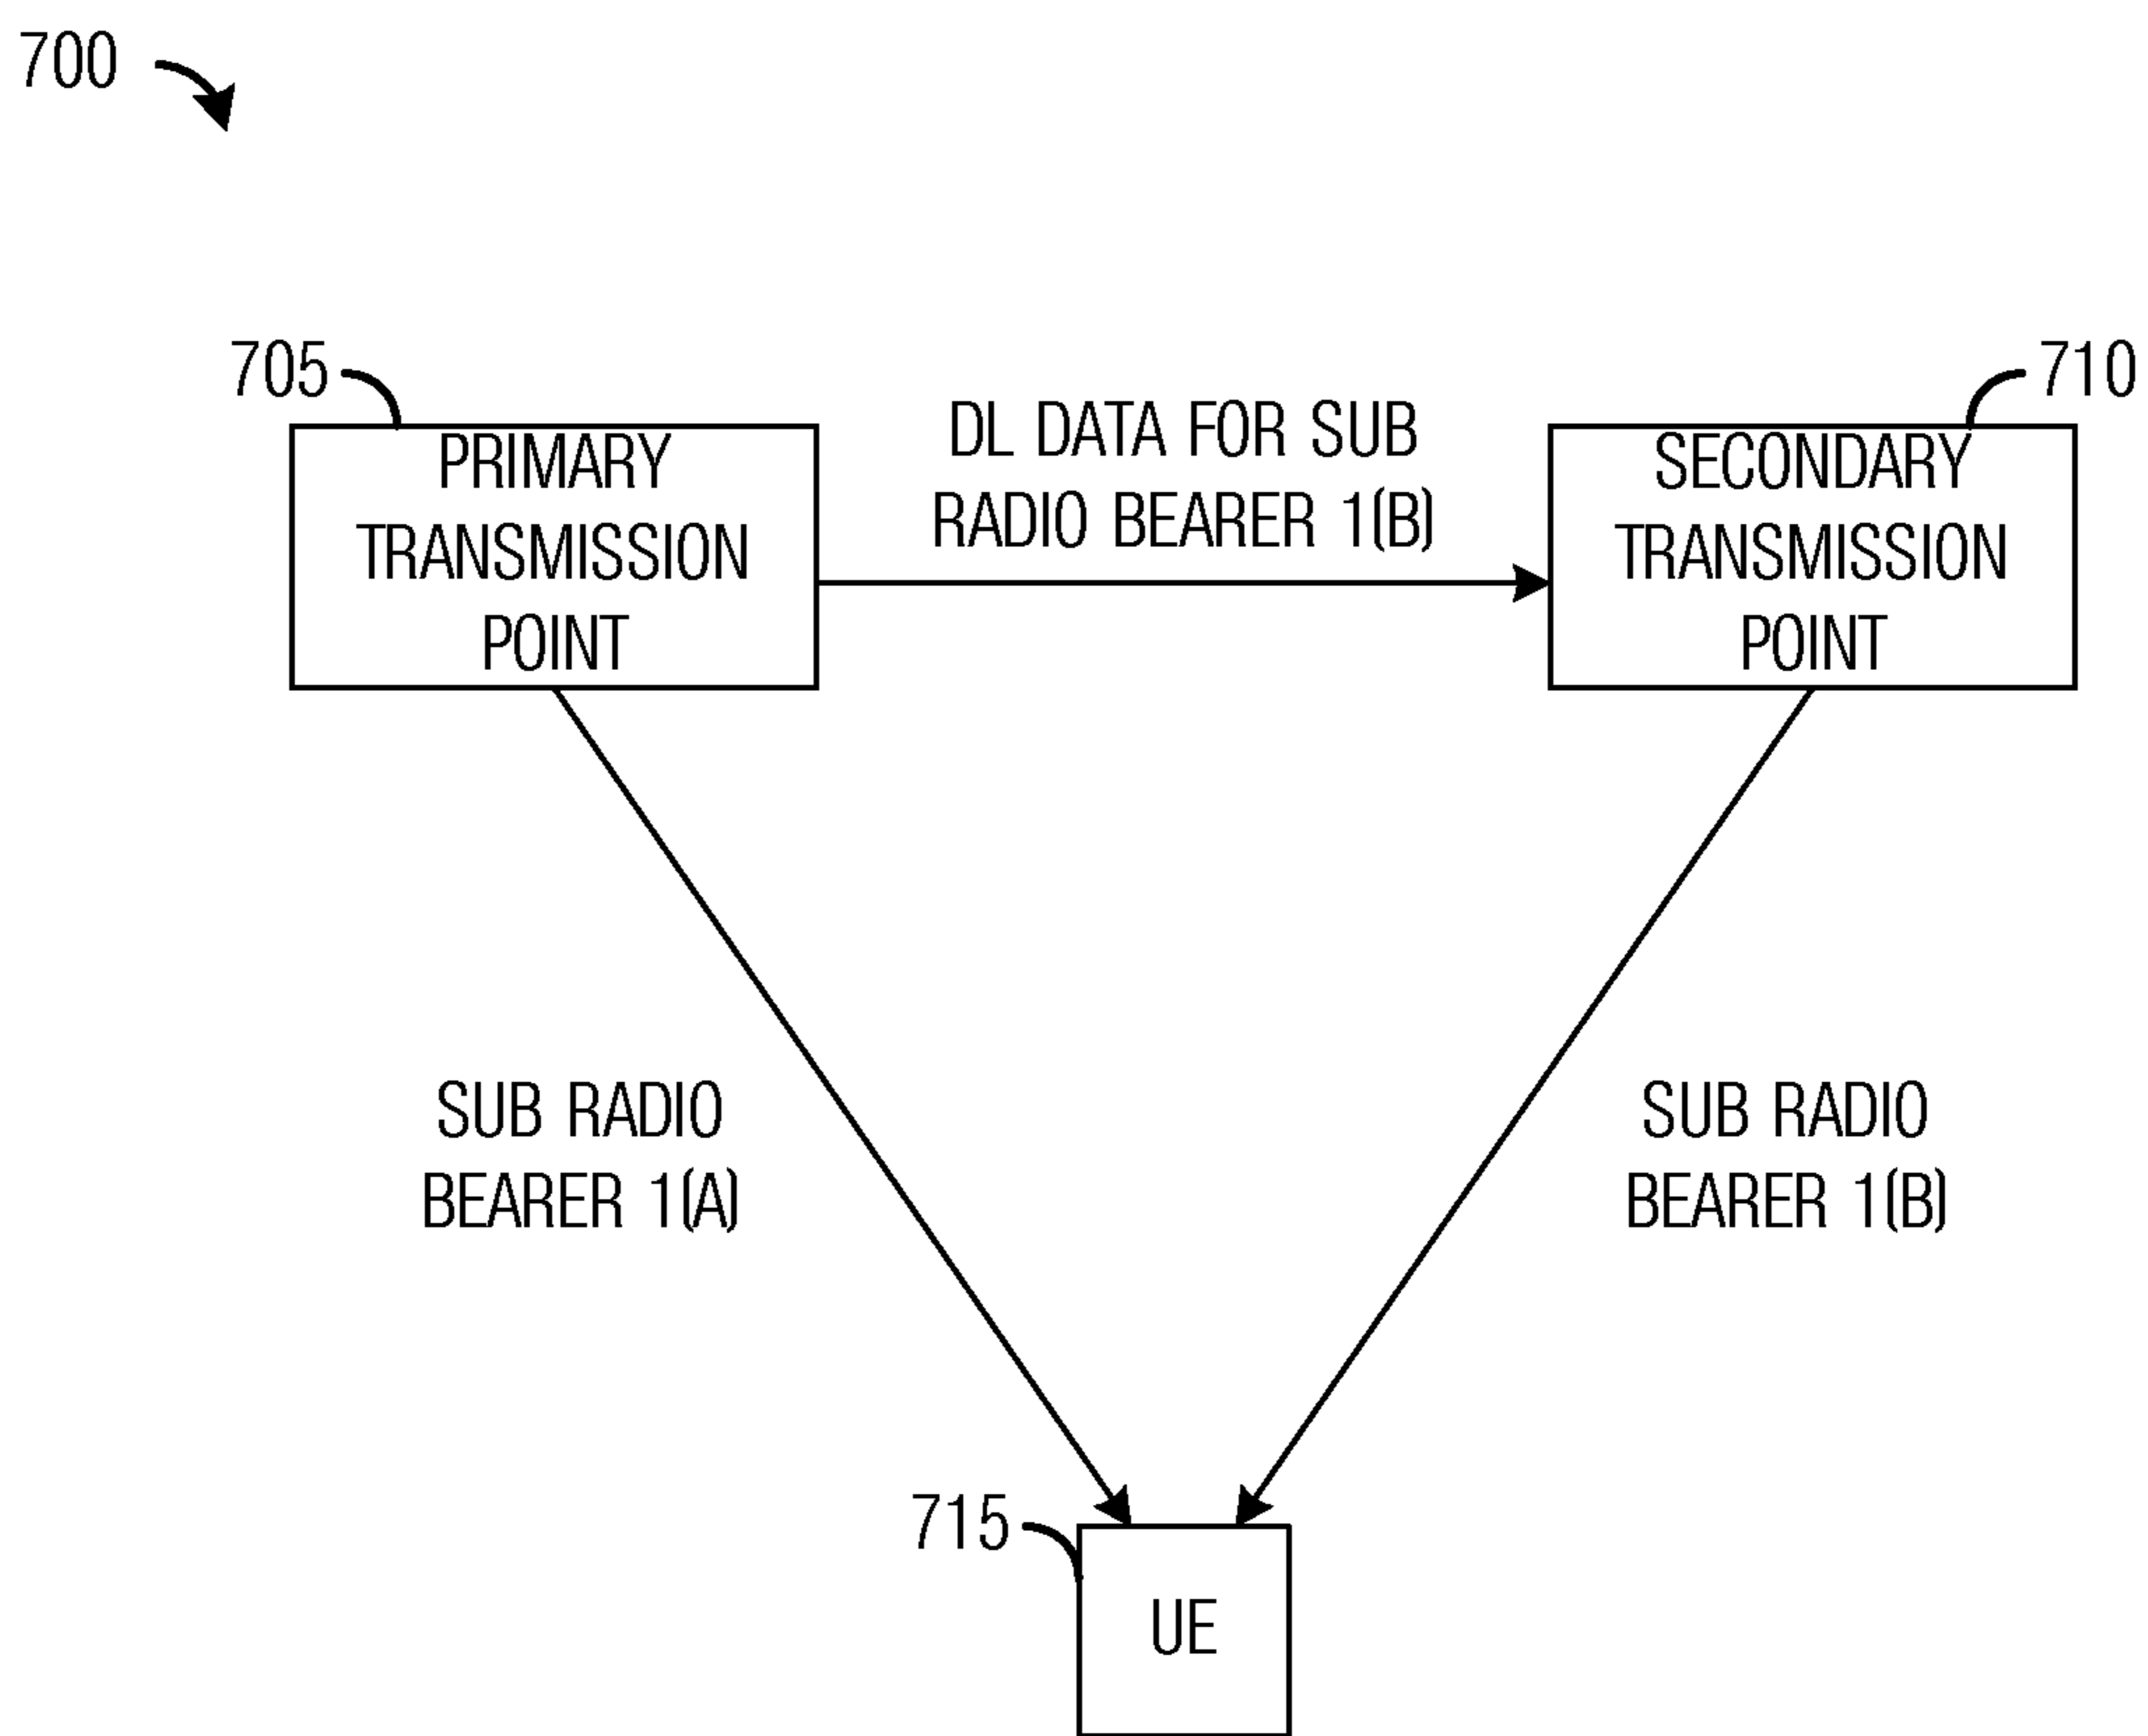 700
705
710
PRIMARY
TRANSMISSION
POINT
DL DATA FOR SUB
RADIO BEARER 1(B)
SECONDARY
TRANSMISSION
POINT
SUB RADIO
BEARER 1(A)
SUB RADIO
BEARER 1(B)
715
UE